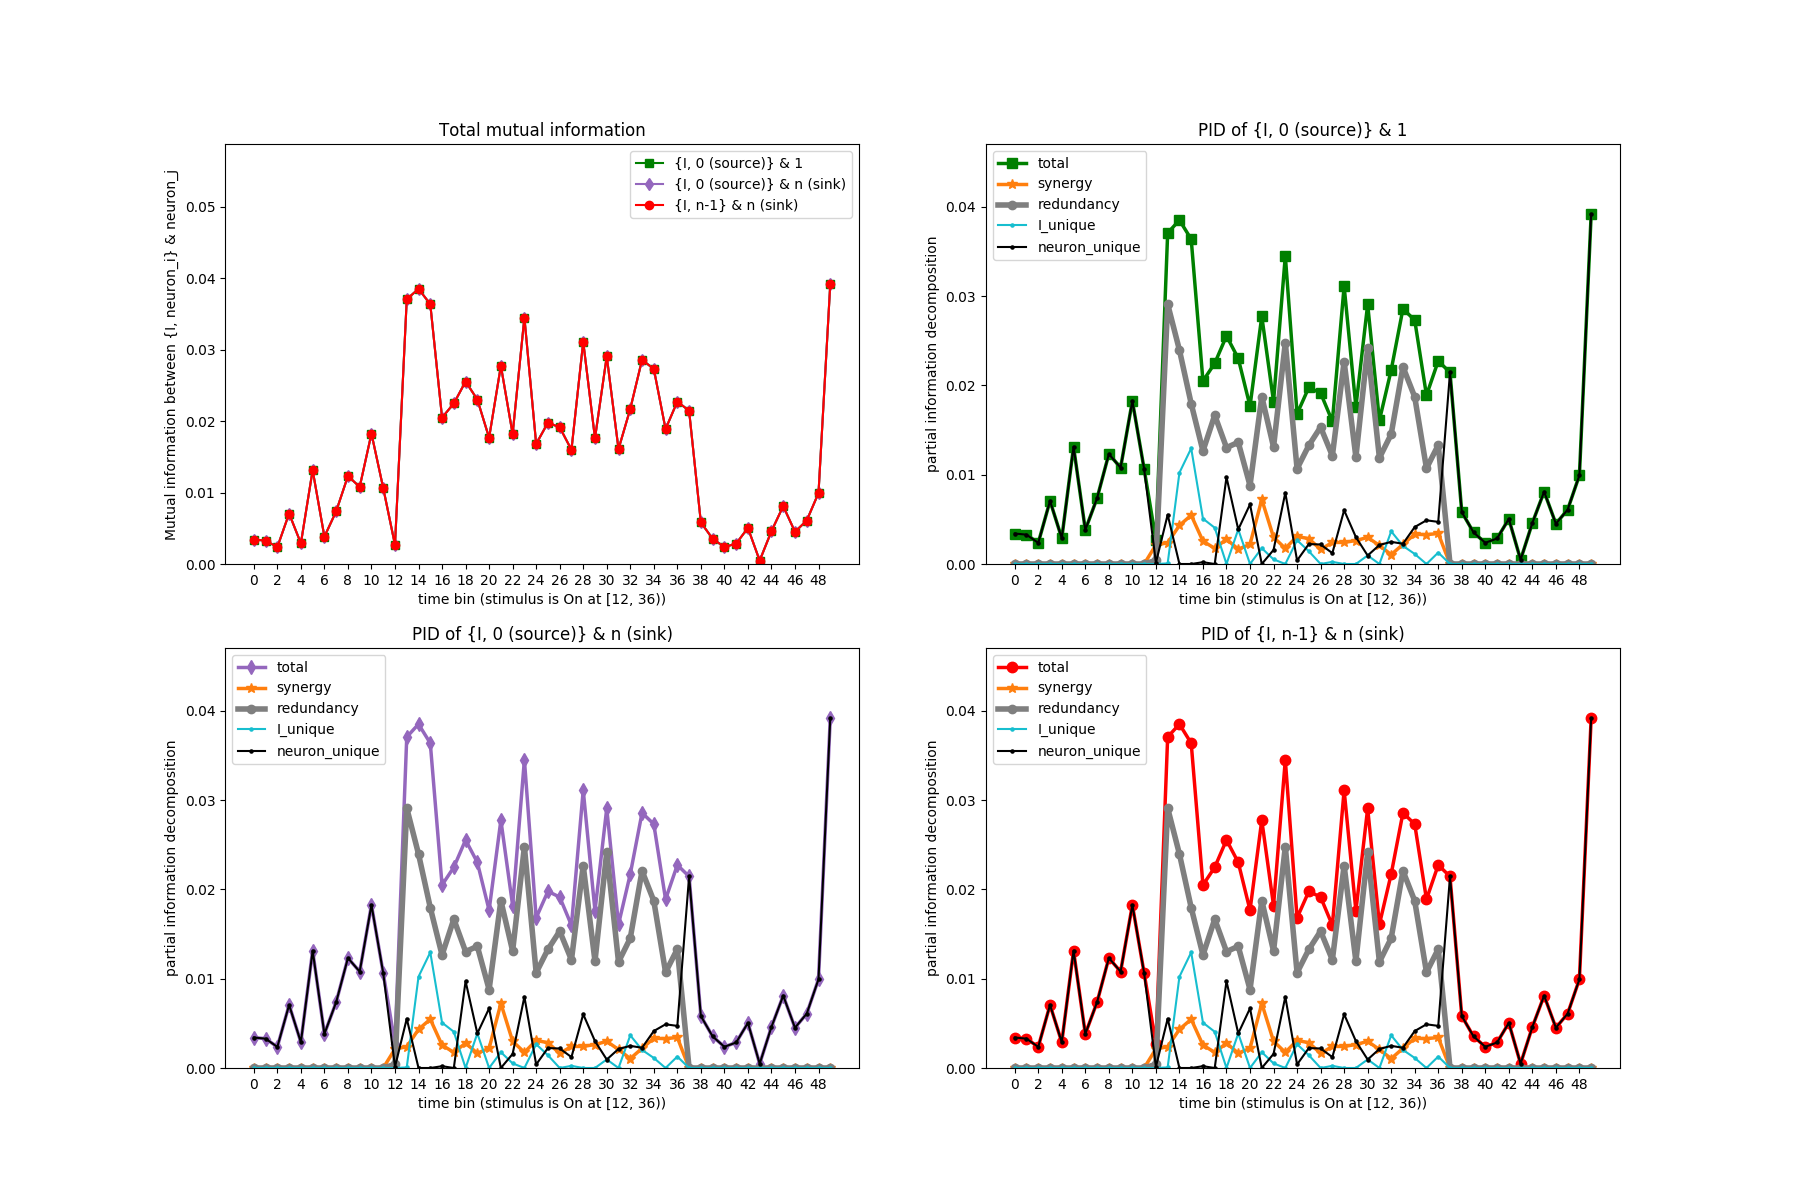 Total mutual information
{I, 0 (source)} & 1
{I, 0 (source)} & n (sink)
{I, n-1} & n (sink)
Mutual information between {I, neuron_i} & neuron_j
0.05
0.04
0.03
0.02
0.01
0.00
0 2 4 6 8 10 12 14 16 18 20 22 24 26 28 30 32 34 36 38 40 42 44 46 48
time bin (stimulus is On at [12, 36))
PID of {I, 0 (source)} & 1
total
synergy
redundancy
I_unique
neuron_unique
partial information decomposition
0.04
0.03
0.02
0.01
0.00
0 2 4 6 8 10 12 14 16 18 20 22 24 26 28 30 32 34 36 38 40 42 44 46 48
time bin (stimulus is On at [12, 36))
PID of {I, 0 (source)} & n (sink)
total
synergy
redundancy
I_unique
neuron_unique
partial information decomposition
0.04
0.03
0.02
0.01
0.00
0 2 4 6 8 10 12 14 16 18 20 22 24 26 28 30 32 34 36 38 40 42 44 46 48
time bin (stimulus is On at [12, 36))
PID of {I, n-1} & n (sink)
total
synergy
redundancy
I_unique
neuron_unique
partial information decomposition
0.04
0.03
0.02
0.01
0.00
0 2 4 6 8 10 12 14 16 18 20 22 24 26 28 30 32 34 36 38 40 42 44 46 48
time bin (stimulus is On at [12, 36))